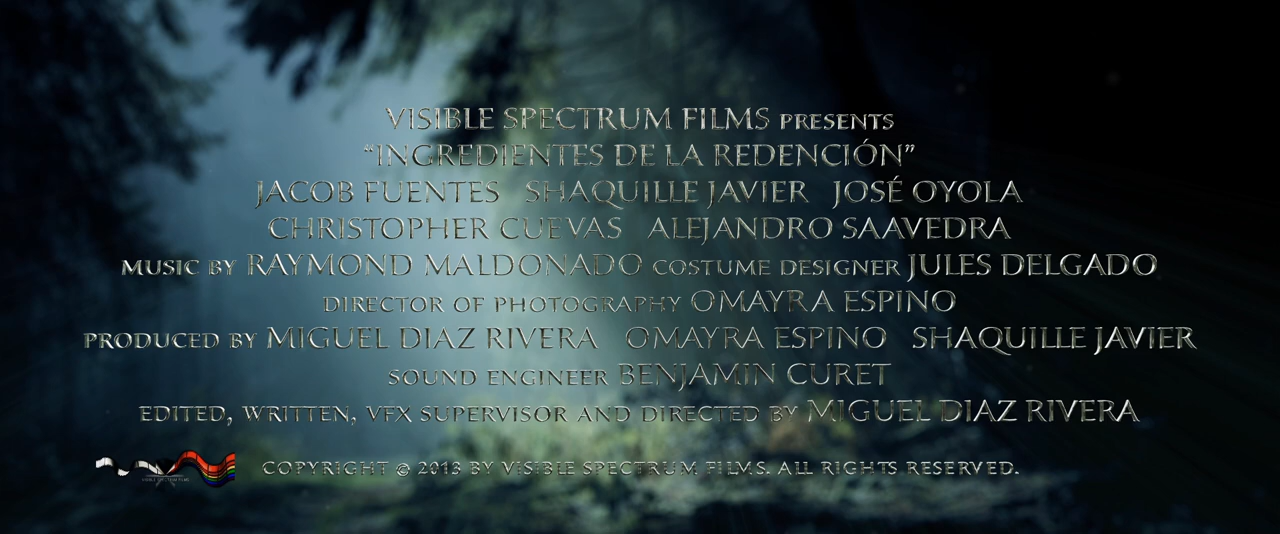 VISIBLE SPECTRUM FILMS PRESENTS
“INGREDIENTES DE LA REDENCIÓN”
JACOB FUENTES SHAQUILLE JAVIER JOSÉ OYOLA
CHRISTOPHER CUEVAS ALEJANDRO SAAVEDRA
MUSIC BY RAYMOND MALDONADO COSTUME DESIGNER JULES DELGADO
DIRECTOR OF PHOTOGRAPHY OMAYRA ESPINO
PRODUCED BY MIGUEL DIAZ RIVERA OMAYRA ESPINO SHAQUILLE JAVIER
SOUND ENGINEER BENJAMIN CURET
EDITED, WRITTEN, VFX SUPERVISOR AND DIRECTED BY MIGUEL DIAZ RIVERA
VISIBLE SPECTRUM FILMS
COPYRIGHT © 2013 BY VISIBLE SPECTRUM FILMS. ALL RIGHTS RESERVED.